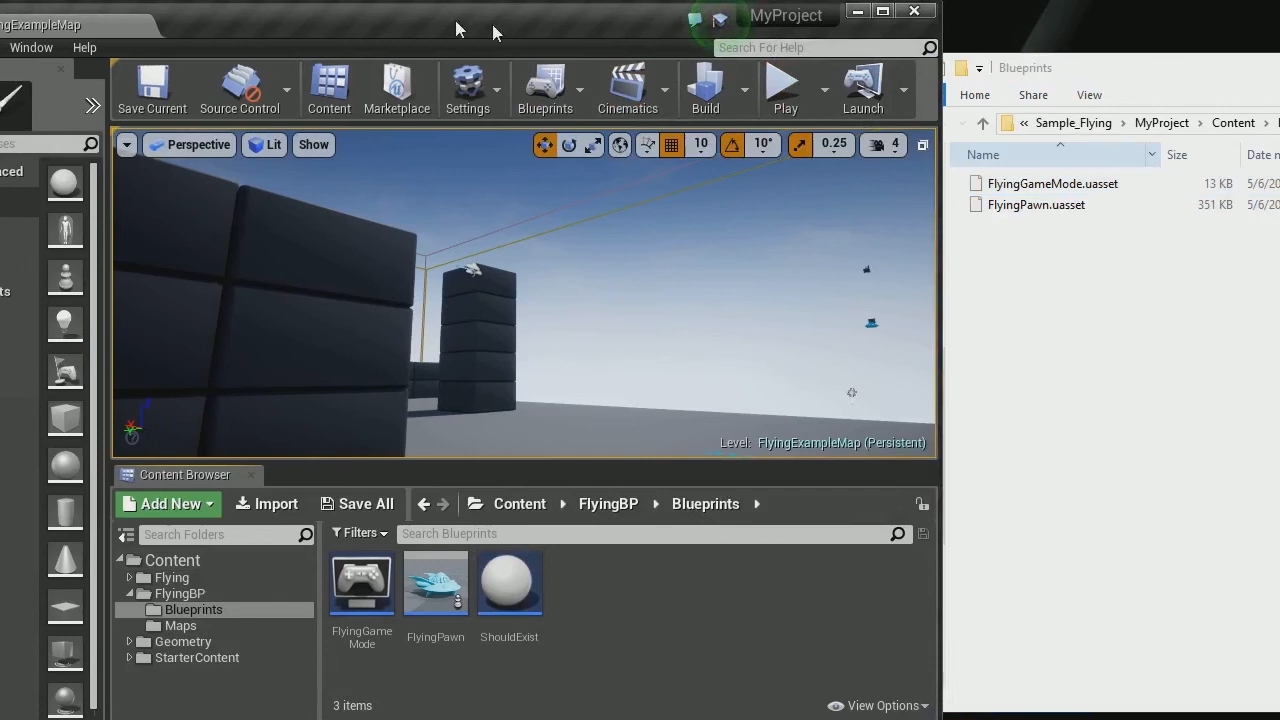 ngExampleMap
MyProject
Window Help
Search For Help
Save Current Source Control Content Marketplace Settings Blueprints Cinematics Build Play Launch
Perspective Lit Show 10 10° 0.25 4
Level: FlyingExampleMap (Persistent)
Content Browser
Add New Import Save All Content FlyingBP Blueprints
Search Folders
Filters Search Blueprints
Content
Flying
FlyingBP
Blueprints
Maps
Geometry
StarterContent
FlyingGame
Mode
FlyingPawn
ShouldExist
3 items
View Options
Blueprints
Home Share View
« Sample_Flying MyProject Content
Name Size Date
FlyingGameMode.uasset 13 KB 5/6/20
FlyingPawn.uasset 351 KB 5/6/20